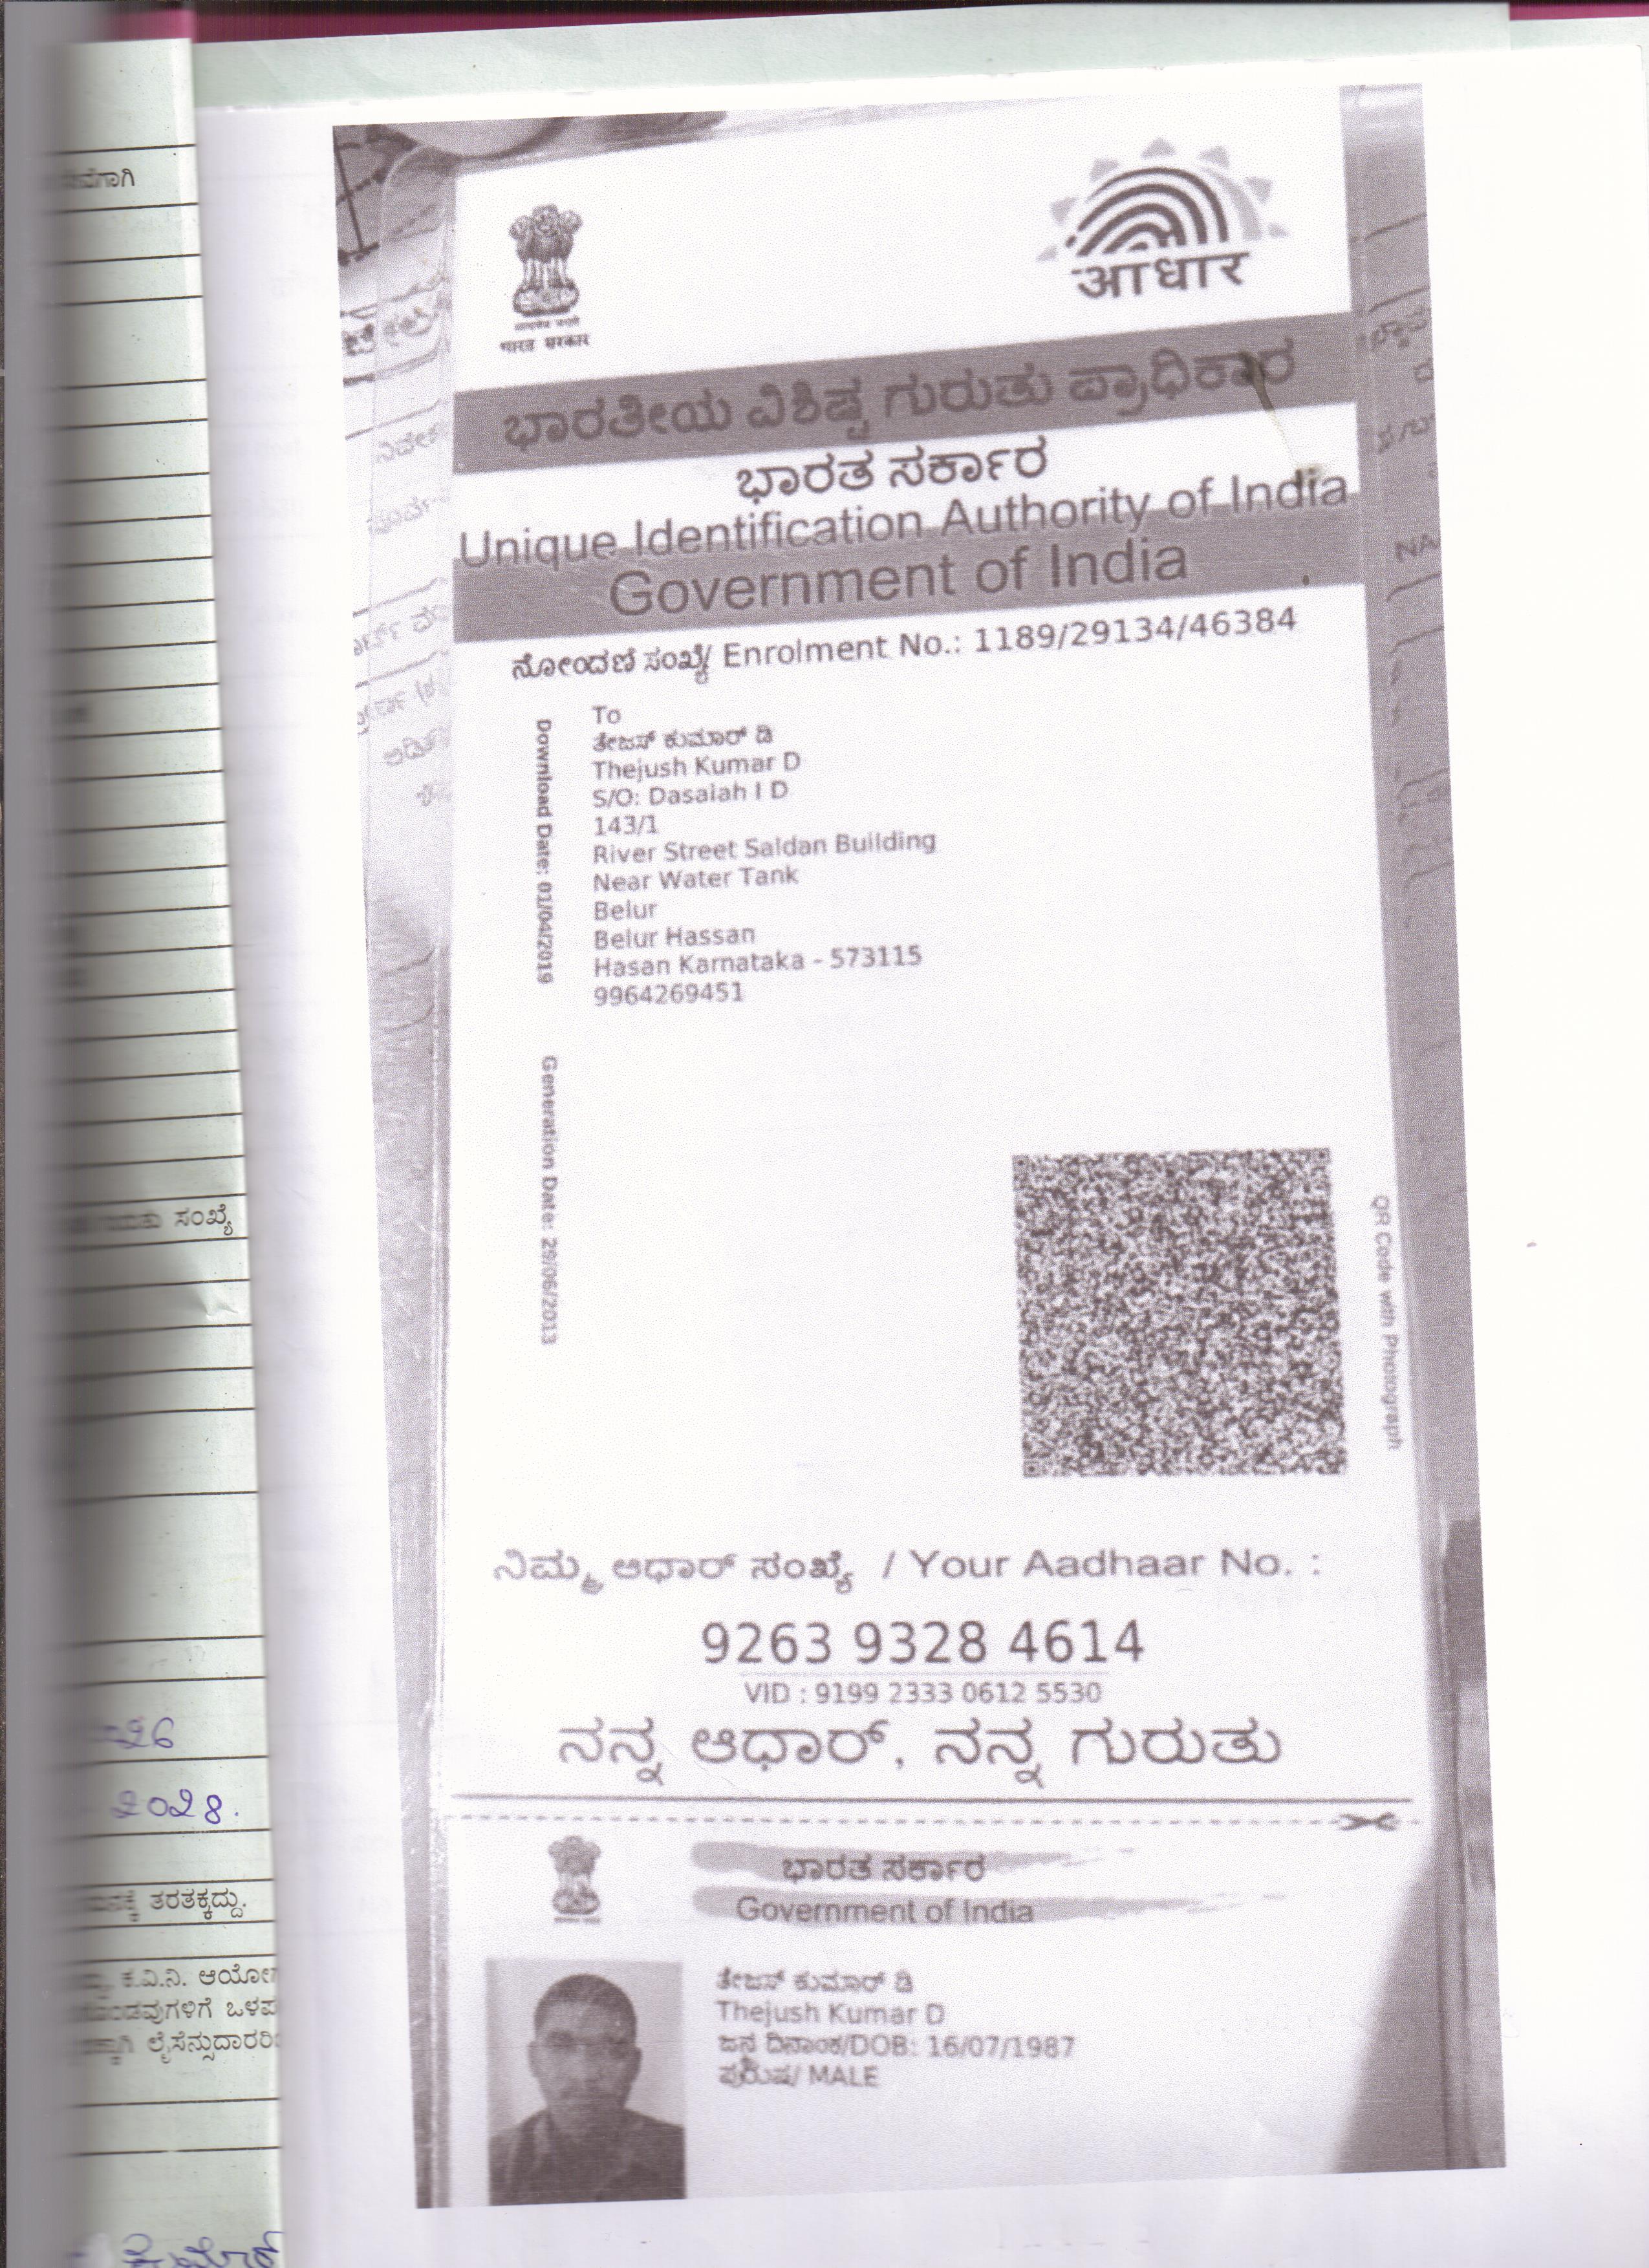 ವೆಗಾಗಿ
ಸಂಖ್ಯೆ
2028.
ತರತಕ್ಕದ್ದು.
ಕ.ವಿ.ನಿ. ಆಯೋ
ಗಳಿಗೆ ಒಳಪ
ಲೈಸೆನ್ಸುದಾರರಿ
आधार
भारत सरकार
ಭಾರತೀಯ ವಿಶಿಷ್ಟ ಗುರುತು ಪ್ರಾಧಿಕಾರ
ಭಾರತ ಸರ್ಕಾರ
Unique Identification Authority of India
Government of India
ನೋಂದಣಿ ಸಂಖ್ಯೆ/ Enrolment No.: 1189/29134/46384
To
ತೇಜಸ್ ಕುಮಾರ್ ಡಿ
Thejush Kumar D
S/O: Dasaiah I D
143/1
River Street Saldan Building
Near Water Tank
Belur
Belur Hassan
Hasan Karnataka - 573115
9964269451
Download Date: 01/04/2019
Generation Date: 29/06/2013
QR Code with Photograph
ನಿಮ್ಮ ಆಧಾರ್ ಸಂಖ್ಯೆ / Your Aadhaar No. :
9263 9328 4614
VID : 9199 2333 0612 5530
ನನ್ನ ಆಧಾರ್, ನನ್ನ ಗುರುತು
ಭಾರತ ಸರ್ಕಾರ
Government of India
ತೇಜಸ್ ಕುಮಾರ್ ಡಿ
Thejush Kumar D
ಜನ್ಮ ದಿನಾಂಕ/DOB: 16/07/1987
ಪುರುಷ/ MALE